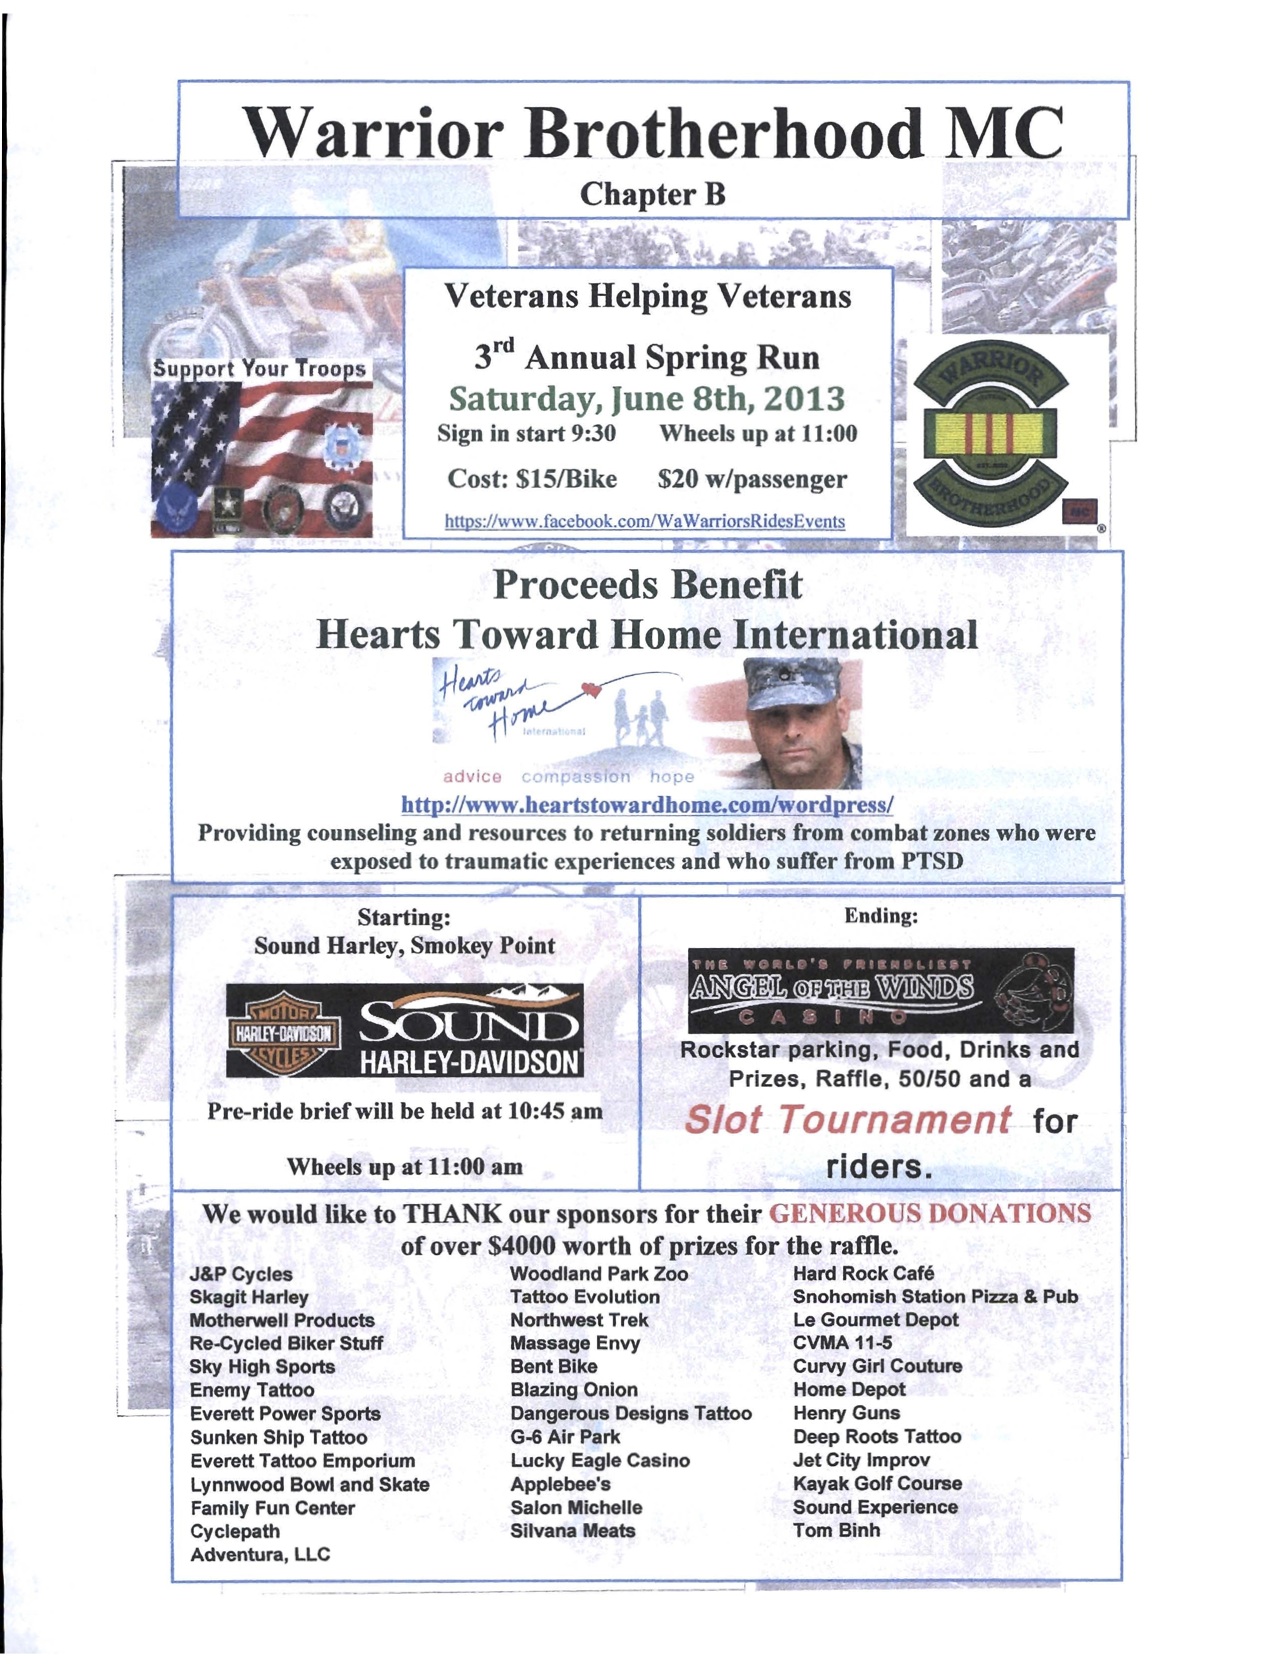 Warrior Brotherhood MC
Chapter B
Veterans Helping Veterans
3rd Annual Spring Run
Saturday, June 8th, 2013
Sign in start 9:30 Wheels up at 11:00
Cost: $15/Bike $20 w/passenger
https://www.facebook.com/WaWarriorsRidesEvents
Support Your Troops
WARRIOR
BROTHERHOOD
MC
®
Proceeds Benefit
Hearts Toward Home International
Hearts
toward
Home
International
advice compassion hope
http://www.heartstowardhome.com/wordpress/
Providing counseling and resources to returning soldiers from combat zones who were
exposed to traumatic experiences and who suffer from PTSD
Starting:
Sound Harley, Smokey Point
MOTOR
HARLEY-DAVIDSON
CYCLES
SOUND
HARLEY-DAVIDSON
Pre-ride brief will be held at 10:45 am
Wheels up at 11:00 am
Ending:
THE WORLD'S FRIENDLIEST
ANGEL OF THE WINDS
CASINO
Rockstar parking, Food, Drinks and
Prizes, Raffle, 50/50 and a
Slot Tournament for
riders.
We would like to THANK our sponsors for their GENEROUS DONATIONS
of over $4000 worth of prizes for the raffle.
J&P Cycles
Skagit Harley
Motherwell Products
Re-Cycled Biker Stuff
Sky High Sports
Enemy Tattoo
Everett Power Sports
Sunken Ship Tattoo
Everett Tattoo Emporium
Lynnwood Bowl and Skate
Family Fun Center
Cyclepath
Adventura, LLC
Woodland Park Zoo
Tattoo Evolution
Northwest Trek
Massage Envy
Bent Bike
Blazing Onion
Dangerous Designs Tattoo
G-6 Air Park
Lucky Eagle Casino
Applebee's
Salon Michelle
Silvana Meats
Hard Rock Café
Snohomish Station Pizza & Pub
Le Gourmet Depot
CVMA 11-5
Curvy Girl Couture
Home Depot
Henry Guns
Deep Roots Tattoo
Jet City Improv
Kayak Golf Course
Sound Experience
Tom Binh